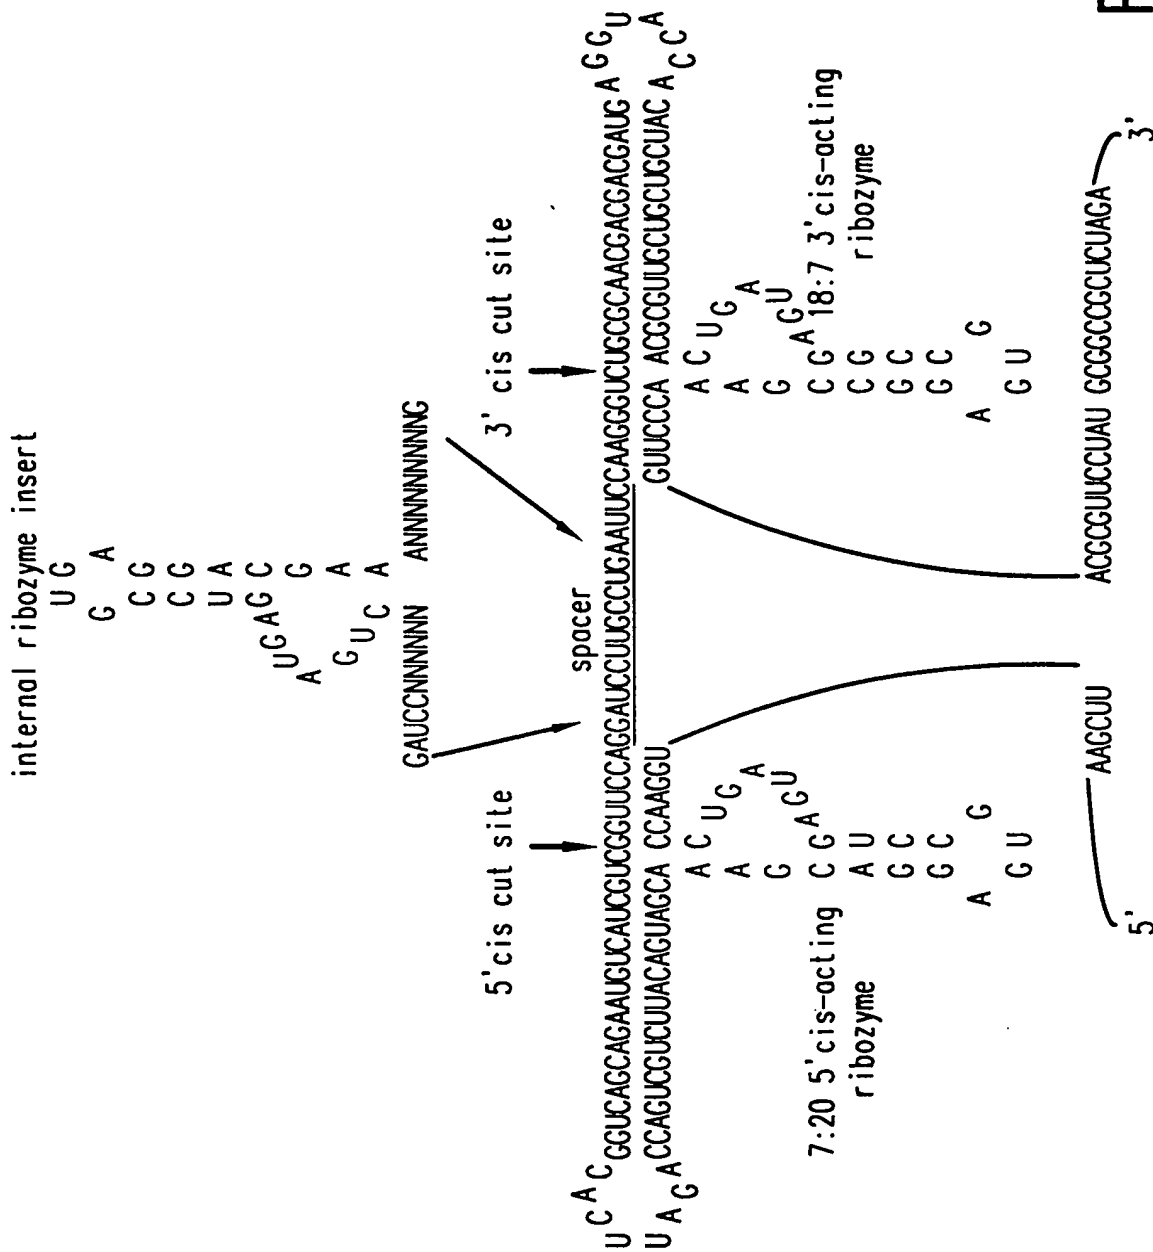 internal ribozyme insert
U G
G A
C G
C G
U A
A G C
U G G
A G U C A A
GAUCCNNNNNN ANNNNNNNNG
5'cis cut site
spacer
3' cis cut site
U C A C GGUCAGCAGAAUGUCAUCGUCGGUUCCAGGAUCCUUGCCUGAAUUCCAAGGGUCUGCGCAACGACGACGAUG A G G U A
U A G A CCAGUCGUCUUACAGUAGCA CCAAGGU GUUCCCA ACGCGUUGCUGCUGCUAC A C C
A C U G A U G A
A
G
C G
A U
G C
G C
A G
G U
7:20 5'cis-acting
ribozyme
A C U G A U G A
A
G
C G
C G
G C
G C
A G
G U
18:7 3'cis-acting
ribozyme
5' AAGCUU ACGCGUUCCUAU GCGGCCGCUCUAGA 3'